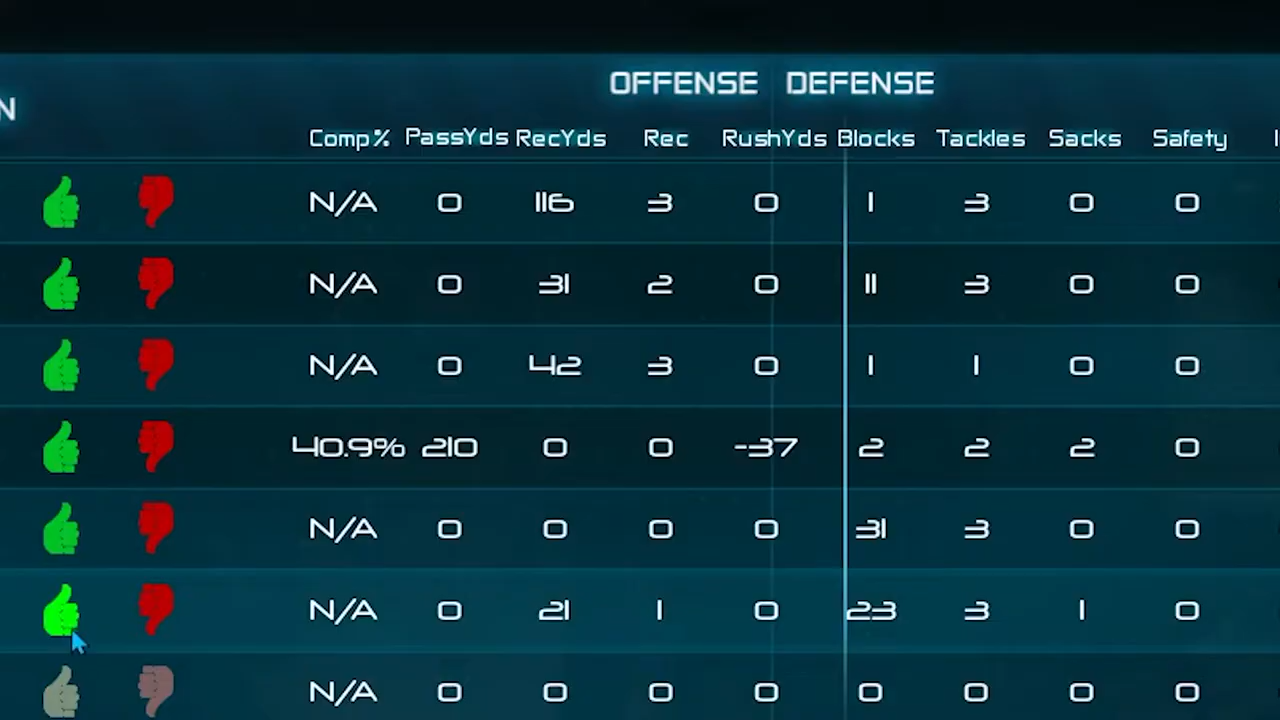 OFFENSE DEFENSE
N
Comp% PassYds RecYds Rec RushYds Blocks Tackles Sacks Safety
N/A 0 116 3 0 1 3 0 0
N/A 0 31 2 0 11 3 0 0
N/A 0 42 3 0 1 1 0 0
40.9% 210 0 0 -37 2 2 2 0
N/A 0 0 0 0 31 3 0 0
N/A 0 21 1 0 23 3 1 0
N/A 0 0 0 0 0 0 0 0